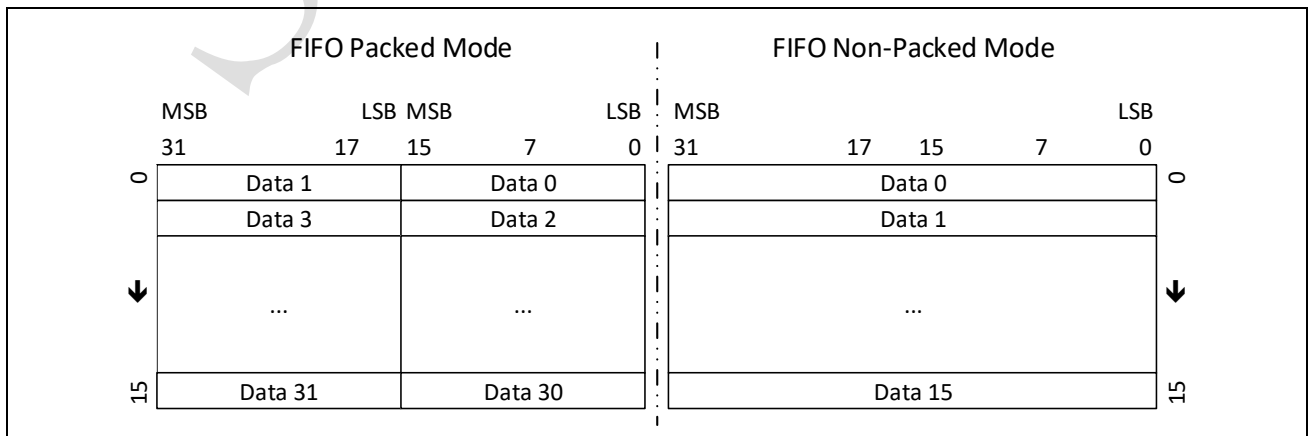 FIFO Packed Mode FIFO Non-Packed Mode
MSB LSB MSB LSB MSB LSB
31 17 15 7 0 31 17 15 7 0
0 Data 1 Data 0 Data 0 0
Data 3 Data 2 Data 1
... ... ...
15 Data 31 Data 30 Data 15 15